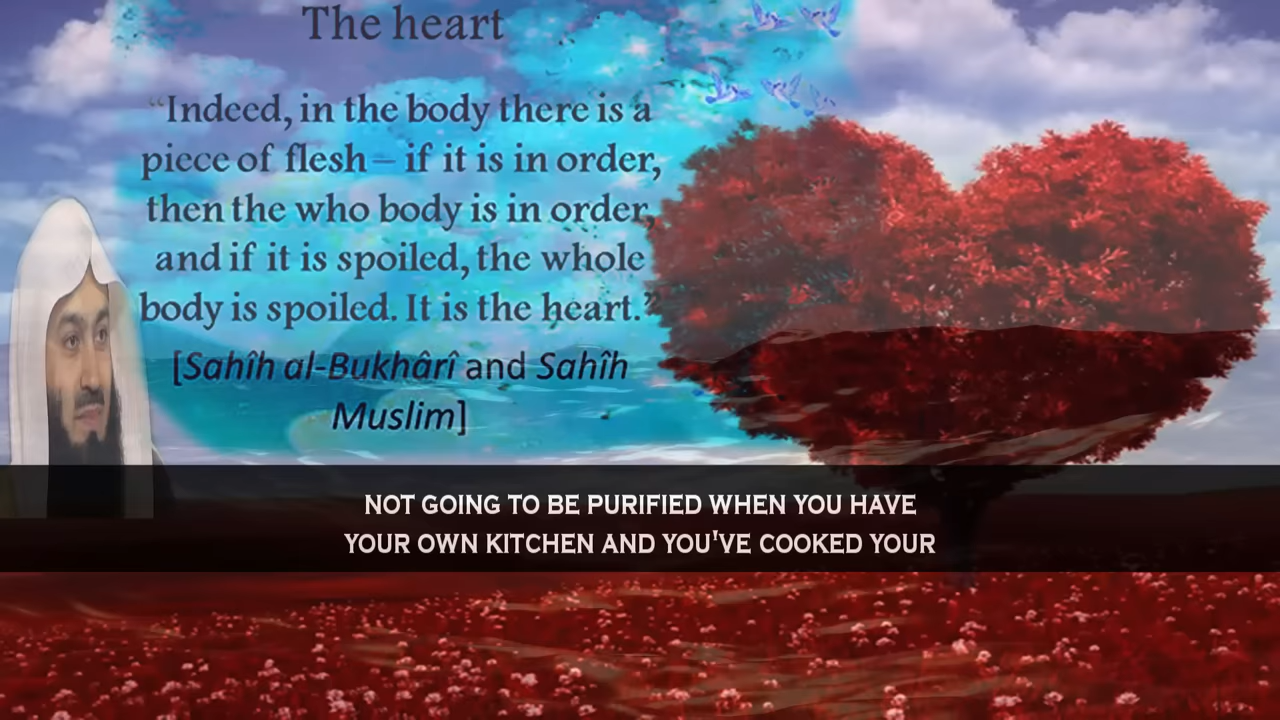 The heart
“Indeed, in the body there is a
piece of flesh – if it is in order,
then the who body is in order,
and if it is spoiled, the whole
body is spoiled. It is the heart.”
[Sahîh al-Bukhârî and Sahîh
Muslim]
NOT GOING TO BE PURIFIED WHEN YOU HAVE
YOUR OWN KITCHEN AND YOU'VE COOKED YOUR